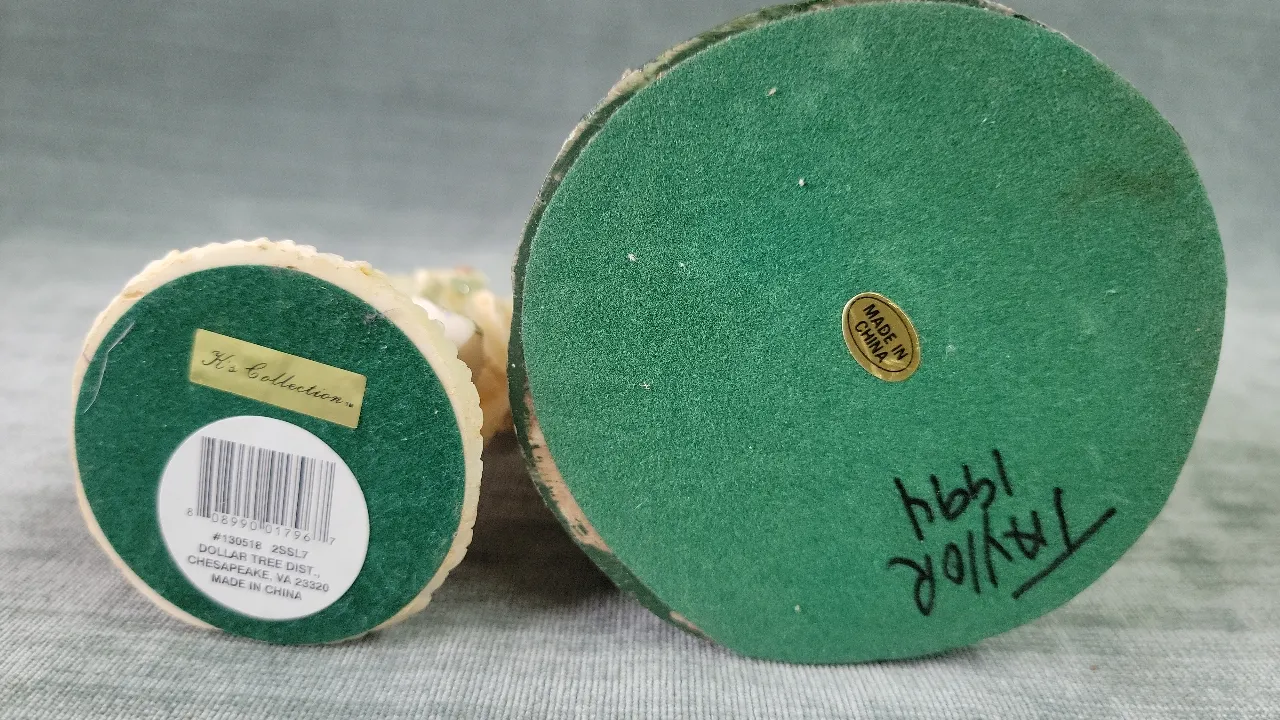 K's Collection™
8 08990 01796 7
#130518 2SSL7
DOLLAR TREE DIST.,
CHESAPEAKE, VA 23320
MADE IN CHINA
MADE IN
CHINA
TAYlOR
1994